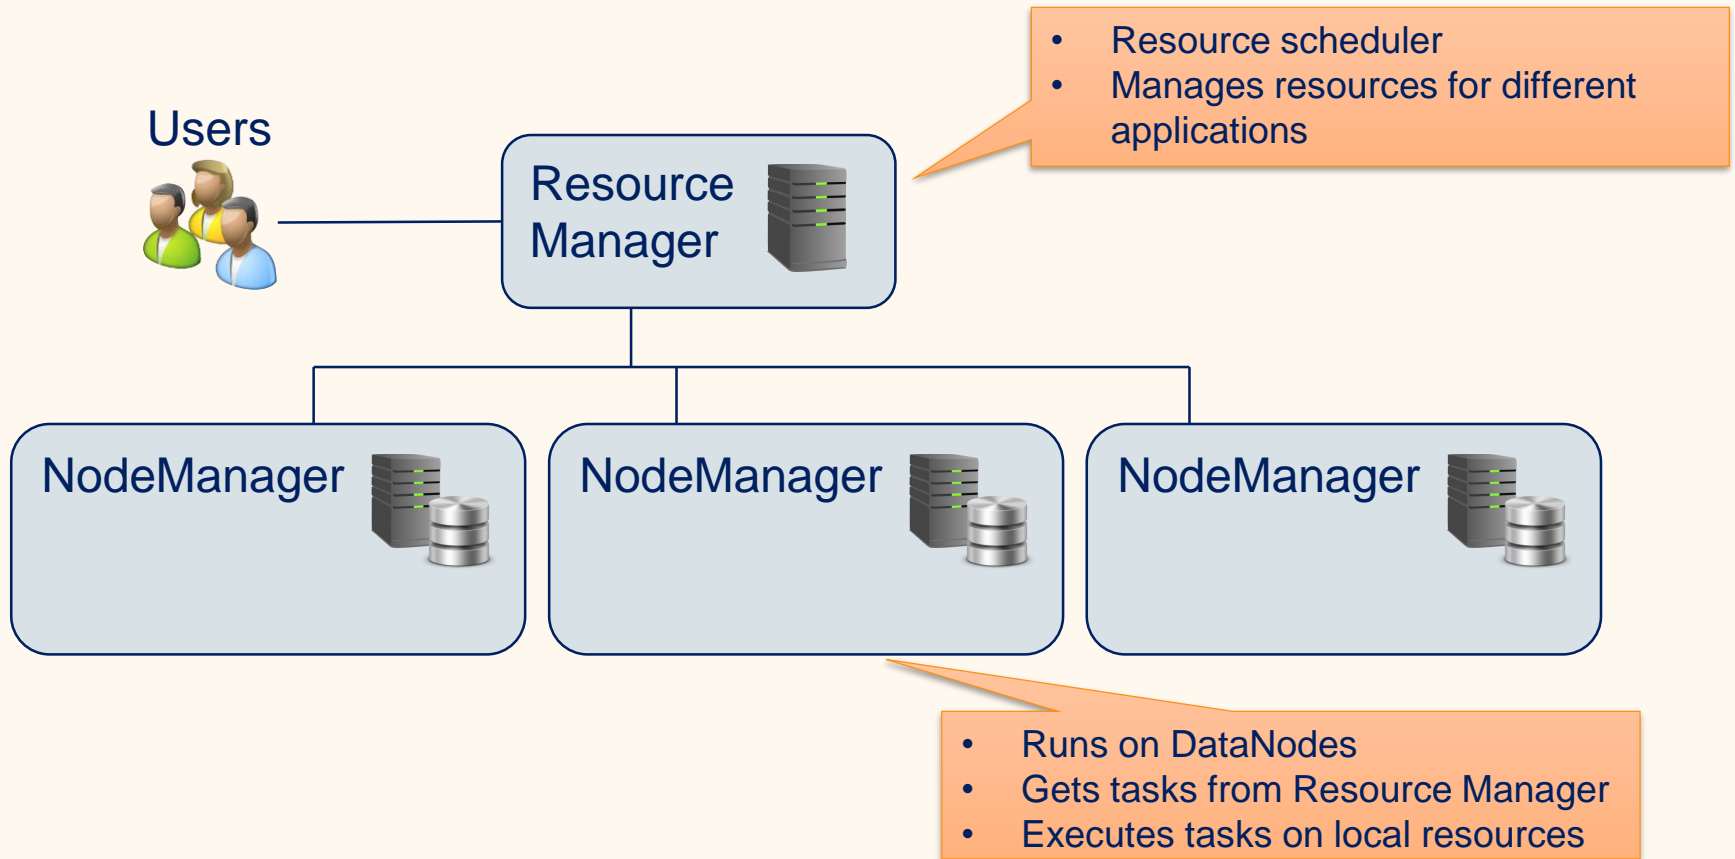 • Resource scheduler
• Manages resources for different
applications
Users
Resource
Manager
NodeManager
NodeManager
NodeManager
• Runs on DataNodes
• Gets tasks from Resource Manager
• Executes tasks on local resources